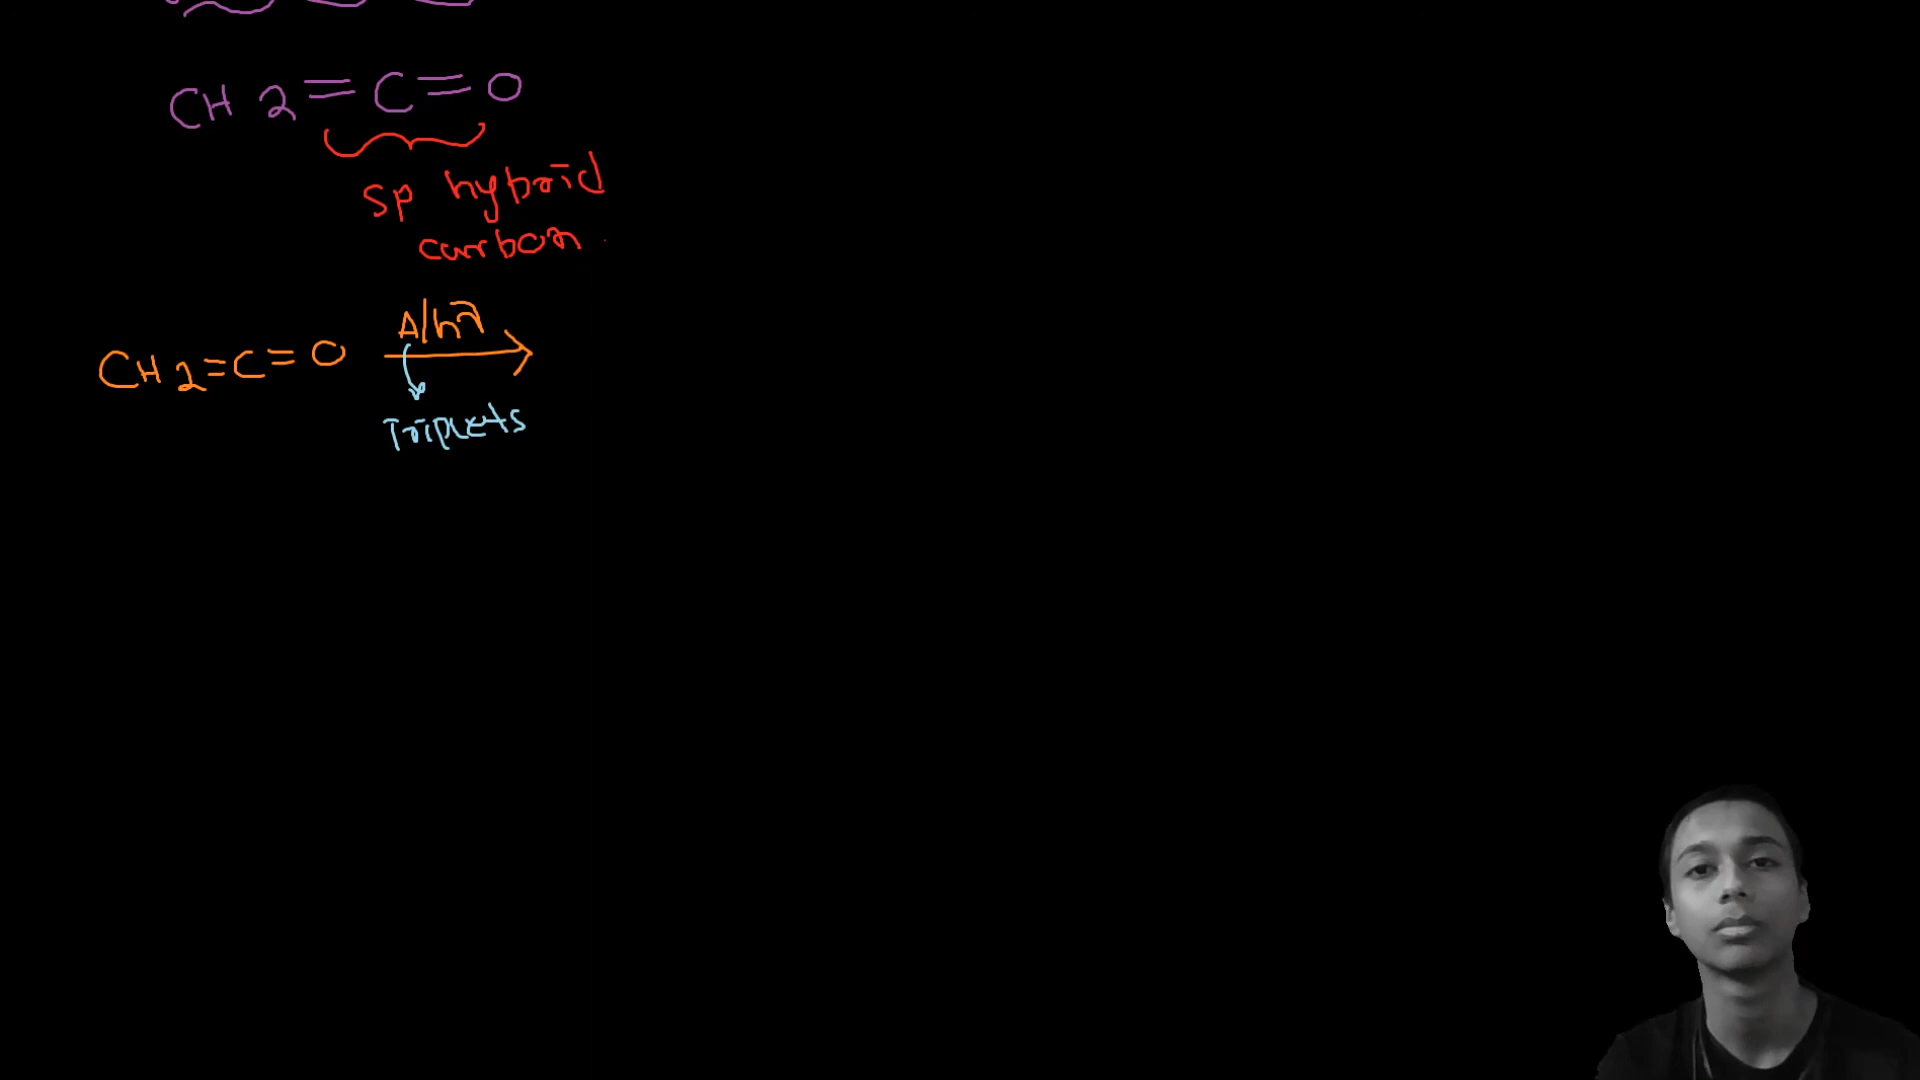 CH2=C=O
sp hybrid
carbon
CH2=C=O Δ/hν
Triplets